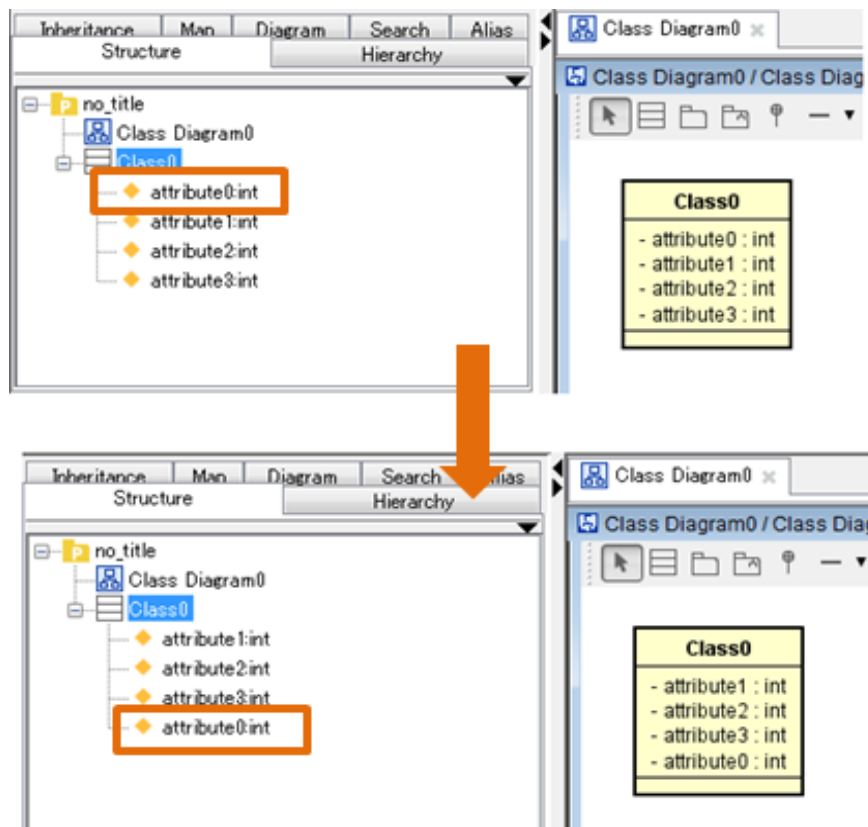 Inheritance Map Diagram Search Alias
Structure Hierarchy
no_title
Class Diagram0
Class0
attribute0:int
attribute1:int
attribute2:int
attribute3:int
Class Diagram0
Class Diagram0 / Class Diag
Class0
- attribute0 : int
- attribute1 : int
- attribute2 : int
- attribute3 : int
Inheritance Map Diagram Search Alias
Structure Hierarchy
no_title
Class Diagram0
Class0
attribute1:int
attribute2:int
attribute3:int
attribute0:int
Class Diagram0
Class Diagram0 / Class Diag
Class0
- attribute1 : int
- attribute2 : int
- attribute3 : int
- attribute0 : int